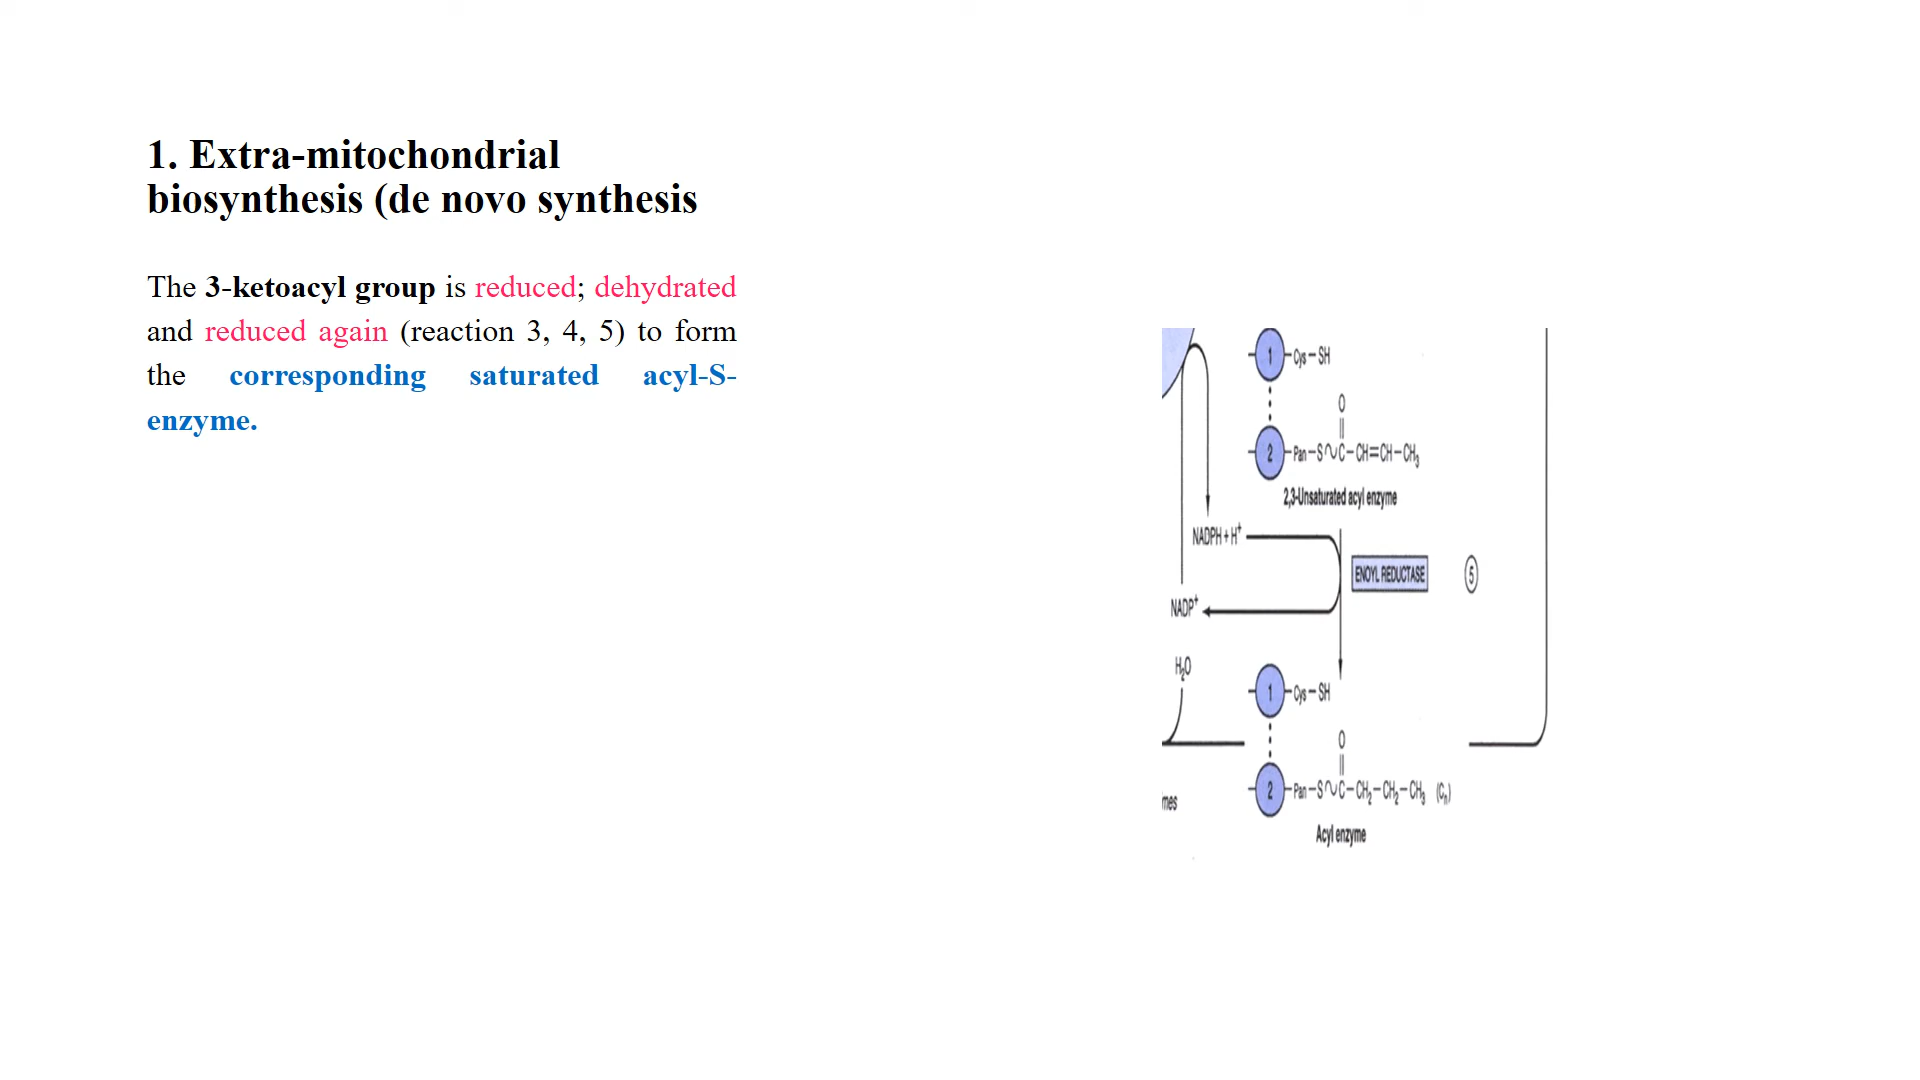 1. Extra-mitochondrial
biosynthesis (de novo synthesis
The 3-ketoacyl group is reduced; dehydrated
and reduced again (reaction 3, 4, 5) to form
the corresponding saturated acyl-S-
enzyme.
1 Cys – SH
O
2 Pan – S ~ C – CH = CH – CH₃
2,3-Unsaturated acyl enzyme
NADPH + H⁺
ENOYL REDUCTASE 5
NADP⁺
H₂O
1 Cys – SH
O
2 Pan – S ~ C – CH₂ – CH₂ – CH₃ (Cₙ)
mes
Acyl enzyme